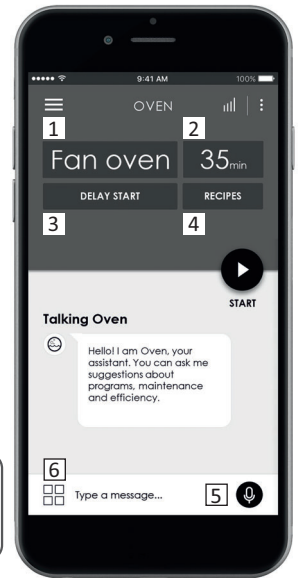 9:41 AM 100%
OVEN
1 2
Fan oven 35min
DELAY START RECIPES
3 4
START
Talking Oven
Hello! I am Oven, your
assistant. You can ask me
suggestions about
programs, maintenance
and efficiency.
6
Type a message... 5